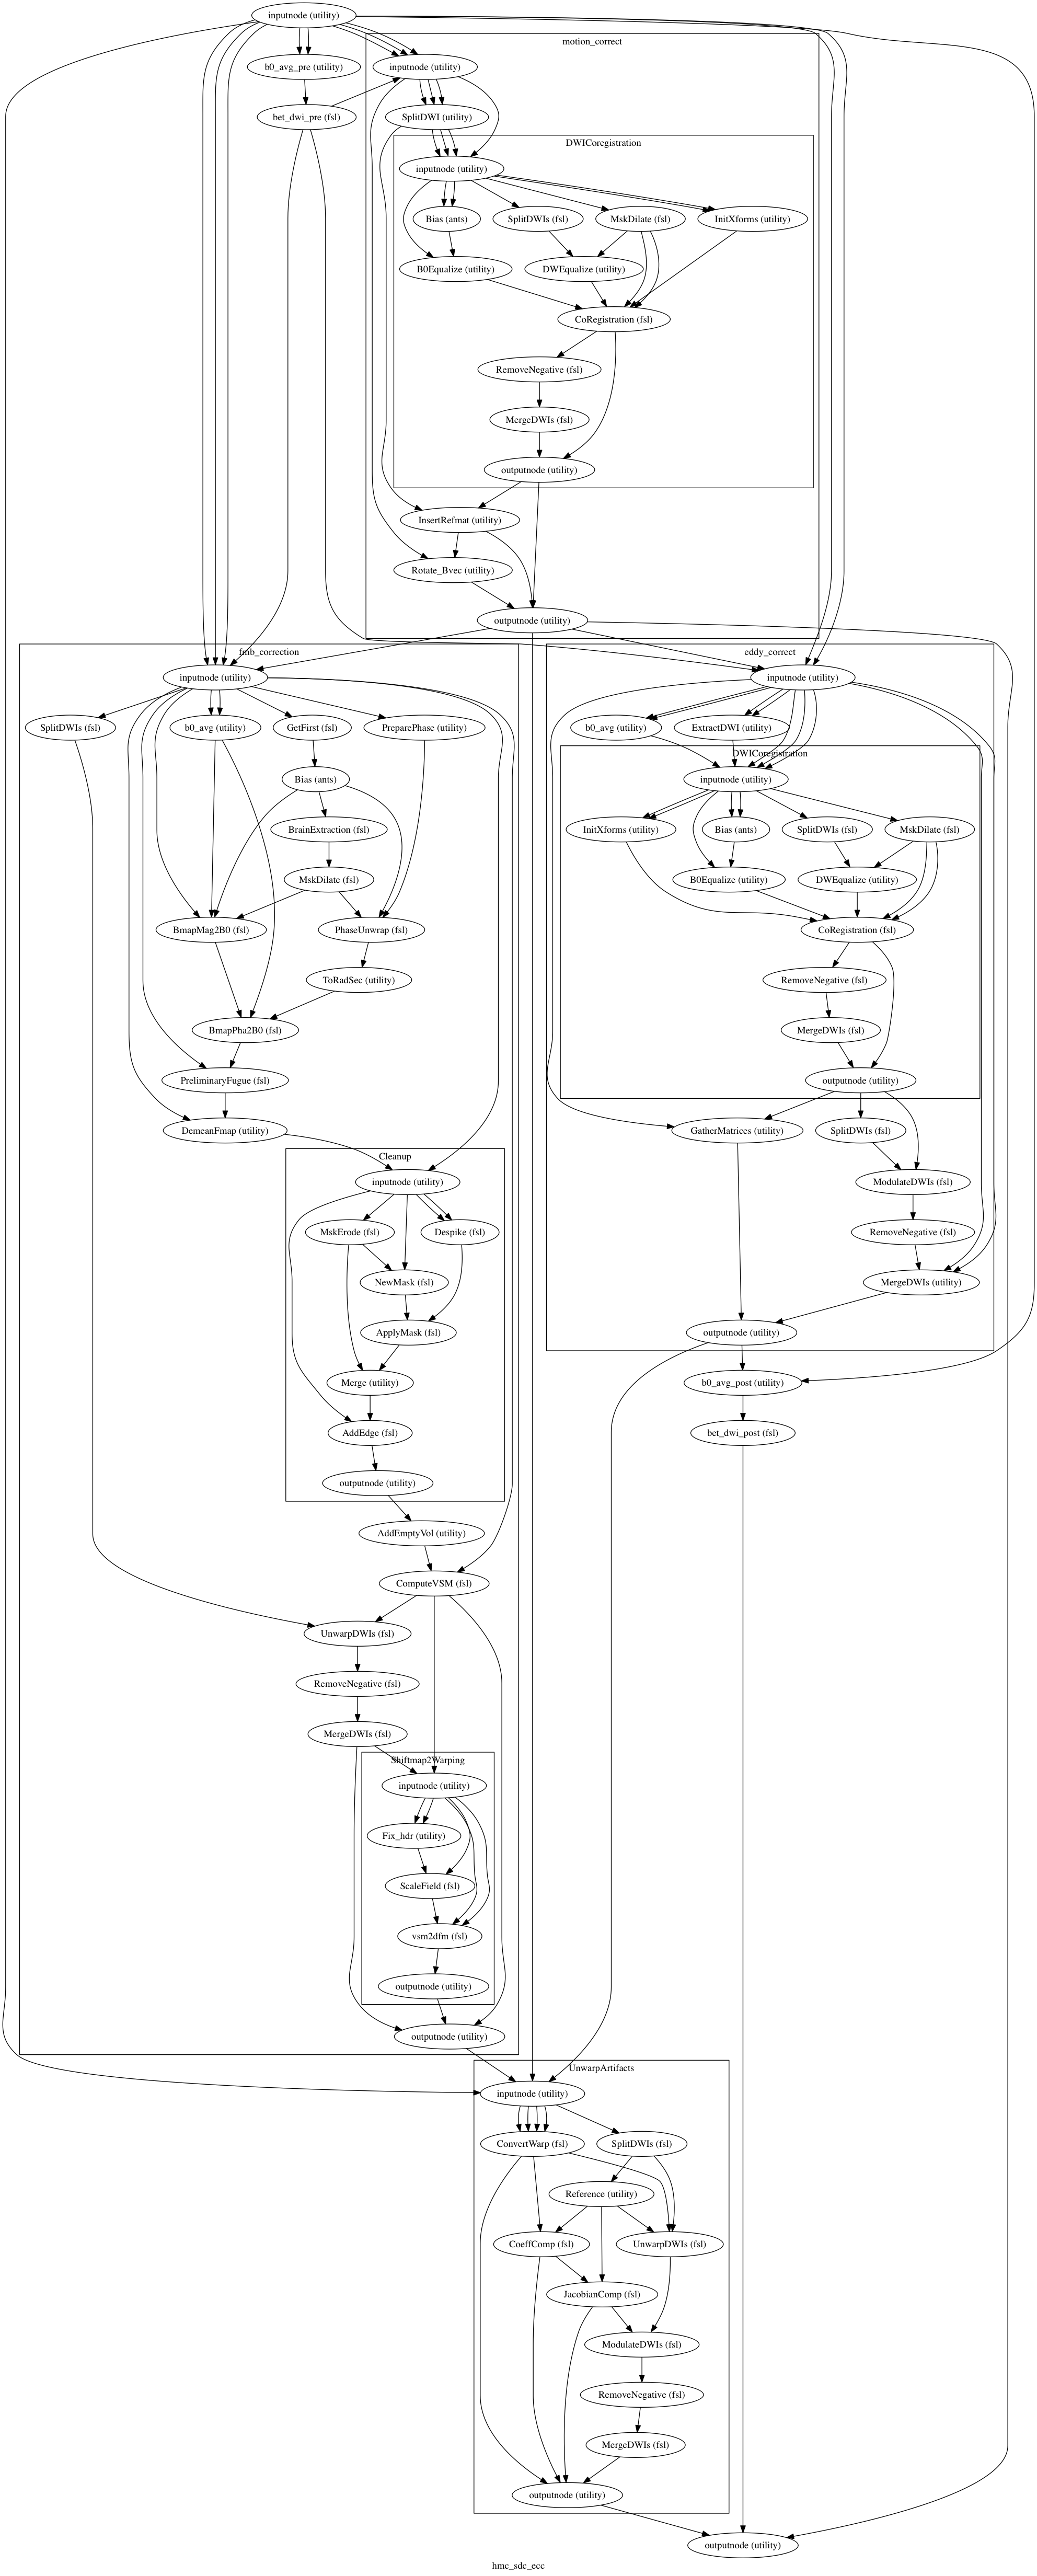 inputnode (utility)
motion_correct
b0_avg_pre (utility)
inputnode (utility)
bet_dwi_pre (fsl)
SplitDWI (utility)
DWICoregistration
inputnode (utility)
Bias (ants)
SplitDWIs (fsl)
MskDilate (fsl)
InitXforms (utility)
B0Equalize (utility)
DWEqualize (utility)
CoRegistration (fsl)
RemoveNegative (fsl)
MergeDWIs (fsl)
outputnode (utility)
InsertRefmat (utility)
Rotate_Bvec (utility)
outputnode (utility)
fmb_correction
inputnode (utility)
SplitDWIs (fsl)
b0_avg (utility)
GetFirst (fsl)
PreparePhase (utility)
Bias (ants)
BrainExtraction (fsl)
MskDilate (fsl)
BmapMag2B0 (fsl)
PhaseUnwrap (fsl)
ToRadSec (utility)
BmapPha2B0 (fsl)
PreliminaryFugue (fsl)
DemeanFmap (utility)
Cleanup
inputnode (utility)
MskErode (fsl)
Despike (fsl)
NewMask (fsl)
ApplyMask (fsl)
Merge (utility)
AddEdge (fsl)
outputnode (utility)
AddEmptyVol (utility)
ComputeVSM (fsl)
UnwarpDWIs (fsl)
RemoveNegative (fsl)
MergeDWIs (fsl)
Shiftmap2Warping
inputnode (utility)
Fix_hdr (utility)
ScaleField (fsl)
vsm2dfm (fsl)
outputnode (utility)
outputnode (utility)
eddy_correct
inputnode (utility)
b0_avg (utility)
ExtractDWI (utility)
DWICoregistration
inputnode (utility)
InitXforms (utility)
Bias (ants)
SplitDWIs (fsl)
MskDilate (fsl)
B0Equalize (utility)
DWEqualize (utility)
CoRegistration (fsl)
RemoveNegative (fsl)
MergeDWIs (fsl)
outputnode (utility)
GatherMatrices (utility)
SplitDWIs (fsl)
ModulateDWIs (fsl)
RemoveNegative (fsl)
MergeDWIs (utility)
outputnode (utility)
b0_avg_post (utility)
bet_dwi_post (fsl)
UnwarpArtifacts
inputnode (utility)
ConvertWarp (fsl)
SplitDWIs (fsl)
Reference (utility)
CoeffComp (fsl)
UnwarpDWIs (fsl)
JacobianComp (fsl)
ModulateDWIs (fsl)
RemoveNegative (fsl)
MergeDWIs (fsl)
outputnode (utility)
outputnode (utility)
hmc_sdc_ecc